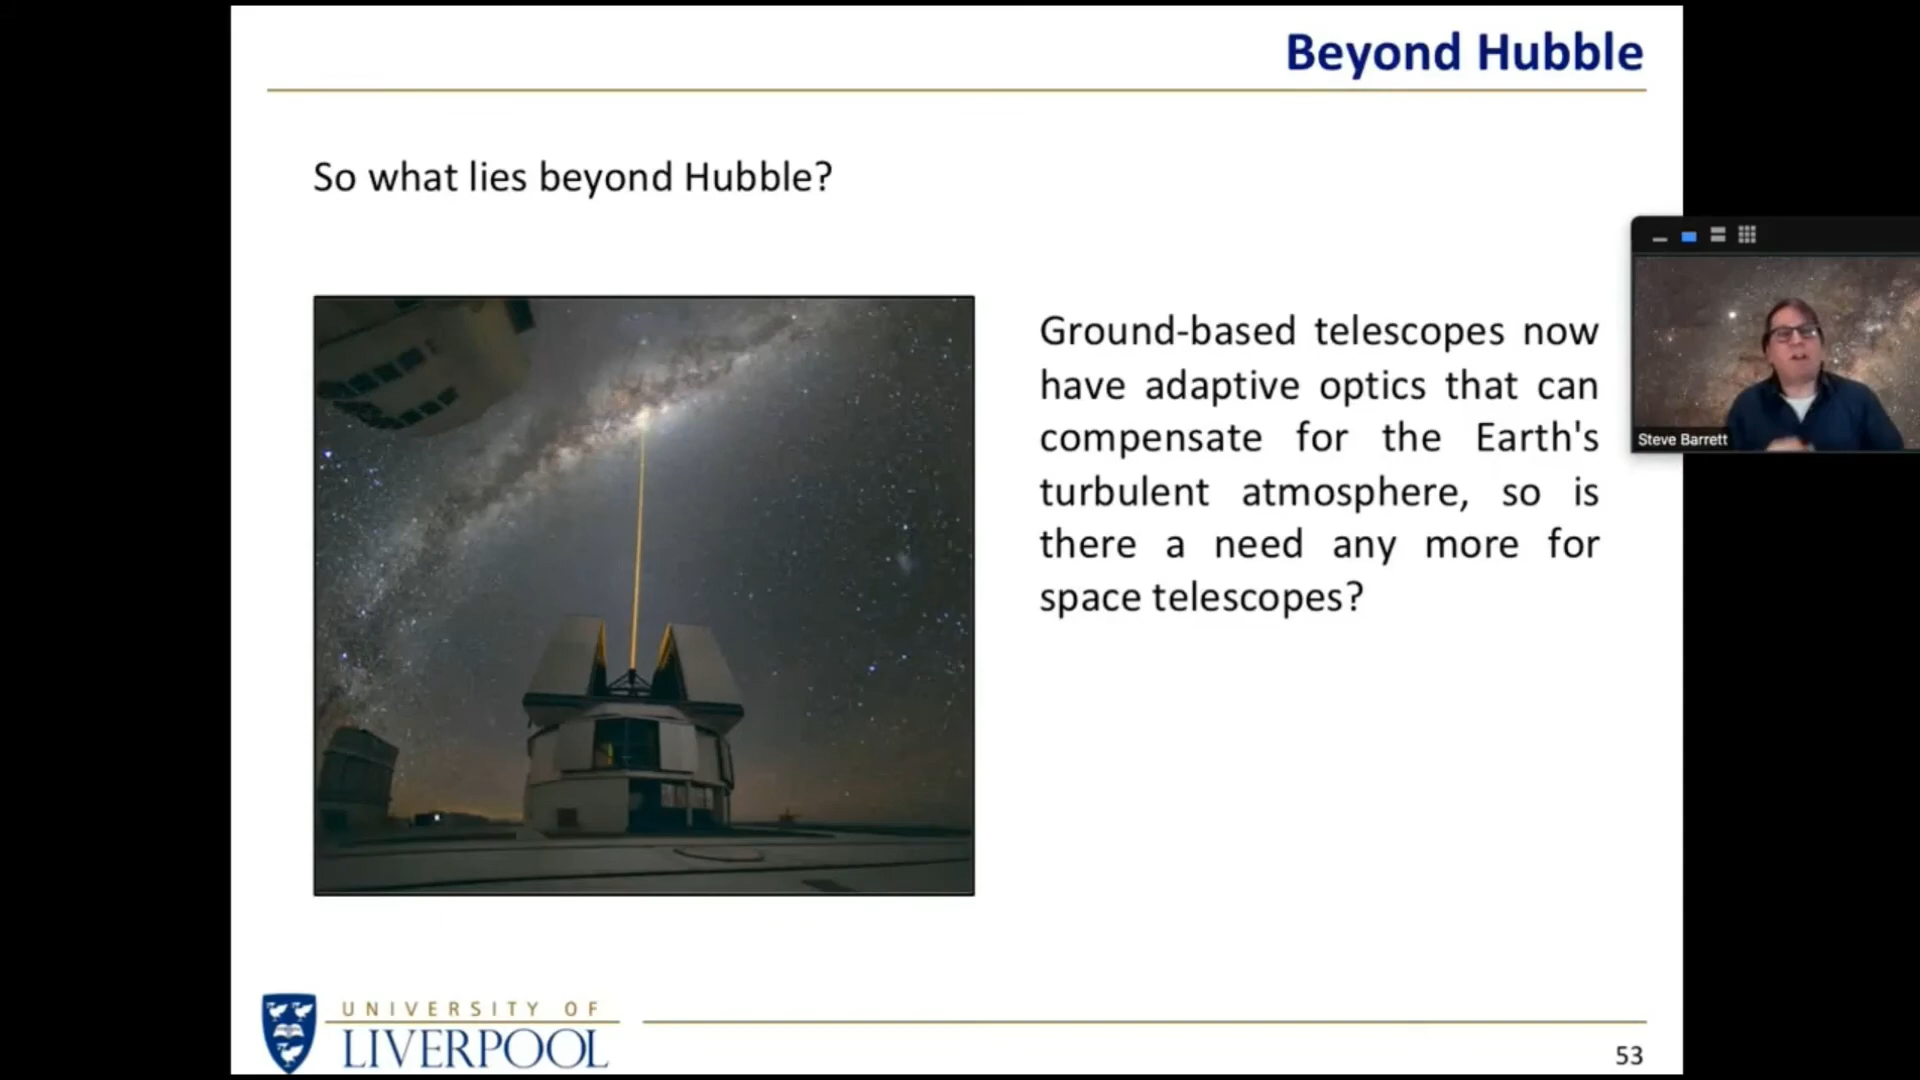 Beyond Hubble
So what lies beyond Hubble?
Ground-based telescopes now
have adaptive optics that can
compensate for the Earth's
turbulent atmosphere, so is
there a need any more for
space telescopes?
Steve Barrett
UNIVERSITY OF
LIVERPOOL
53